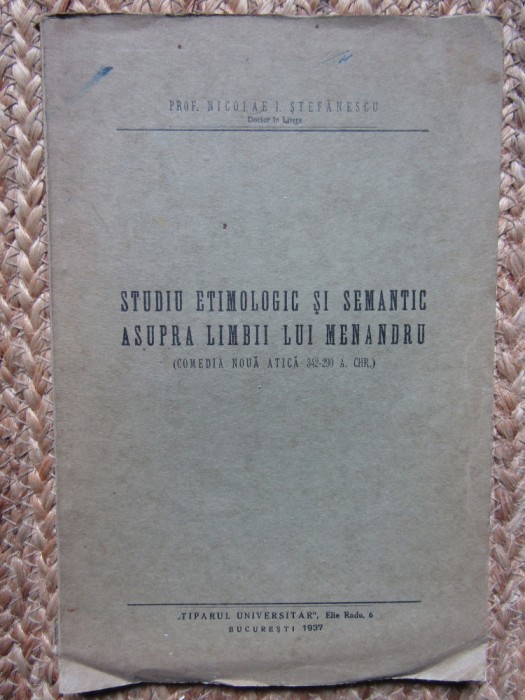 PROF. NICOLAE I. ȘTEFĂNESCU
Doctor în Litere
STUDIU ETIMOLOGIC ȘI SEMANTIC
ASUPRA LIMBII LUI MENANDRU
(COMEDIA NOUĂ ATICĂ 342-290 A. CHR.)
„TIPARUL UNIVERSITAR", Elie Radu, 6
BUCUREȘTI 1937